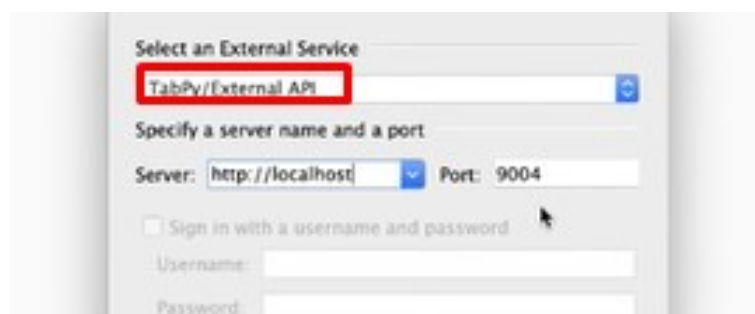 Select an External Service
TabPy/External API
Specify a server name and a port
Server: http://localhost Port: 9004
Sign in with a username and password
Username:
Password: